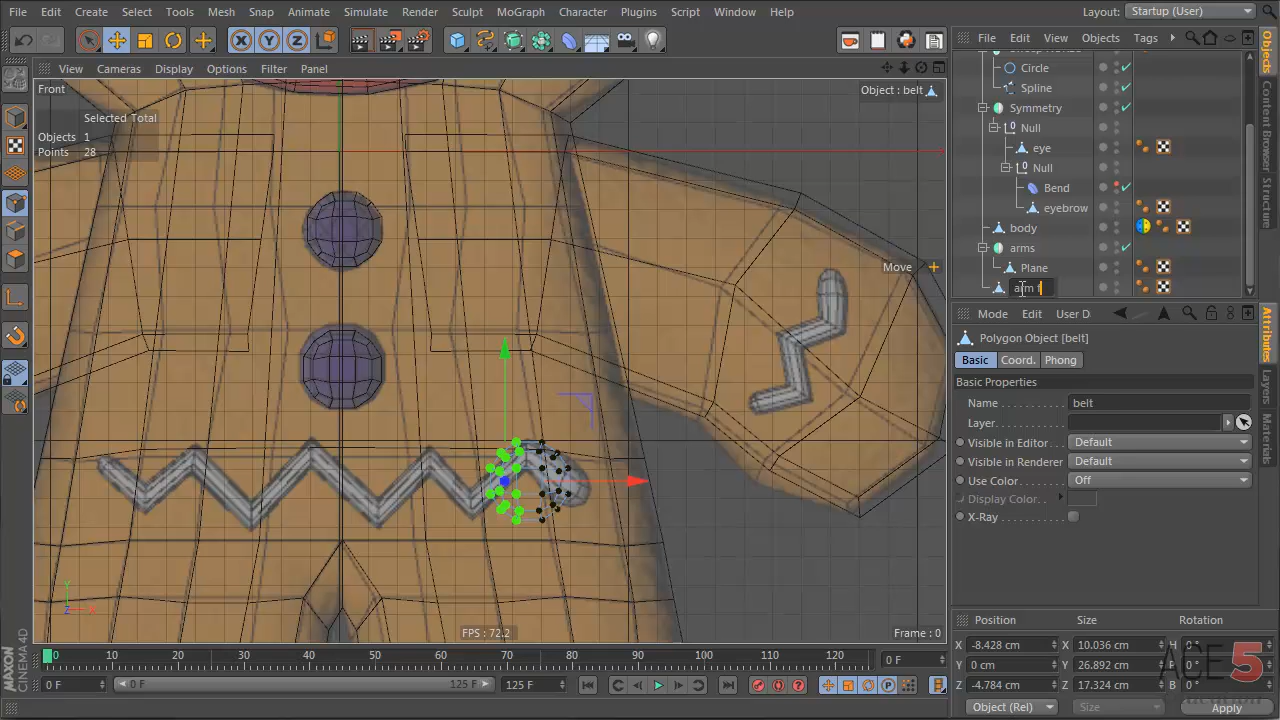 File Edit Create Select Tools Mesh Snap Animate Simulate Render Sculpt MoGraph Character Plugins Script Window Help Layout: Startup (User)
View Cameras Display Options Filter Panel
File Edit View Objects Tags
Front
Object : belt
Selected Total
Objects 1
Points 28
Move
Circle
Spline
Symmetry
Null
eye
Null
Bend
eyebrow
body
arms
Plane
arm f
Objects
Content Browser
Structure
Mode Edit User D
Polygon Object [belt]
Basic Coord. Phong
Basic Properties
Name belt
Layer
Visible in Editor Default
Visible in Renderer Default
Use Color Off
Display Color
X-Ray
Attributes
Layers
Materials
FPS : 72.2
Frame : 0
0 10 20 30 40 50 60 70 80 90 100 110 120
0 F
0 F 0 F 125 F 125 F
Position Size Rotation
X -8.428 cm X 10.036 cm H 0 °
Y 0 cm Y 26.892 cm P 0 °
Z -4.784 cm Z 17.324 cm B 0 °
Object (Rel) Size Apply
MAXON
CINEMA4D
ACE5